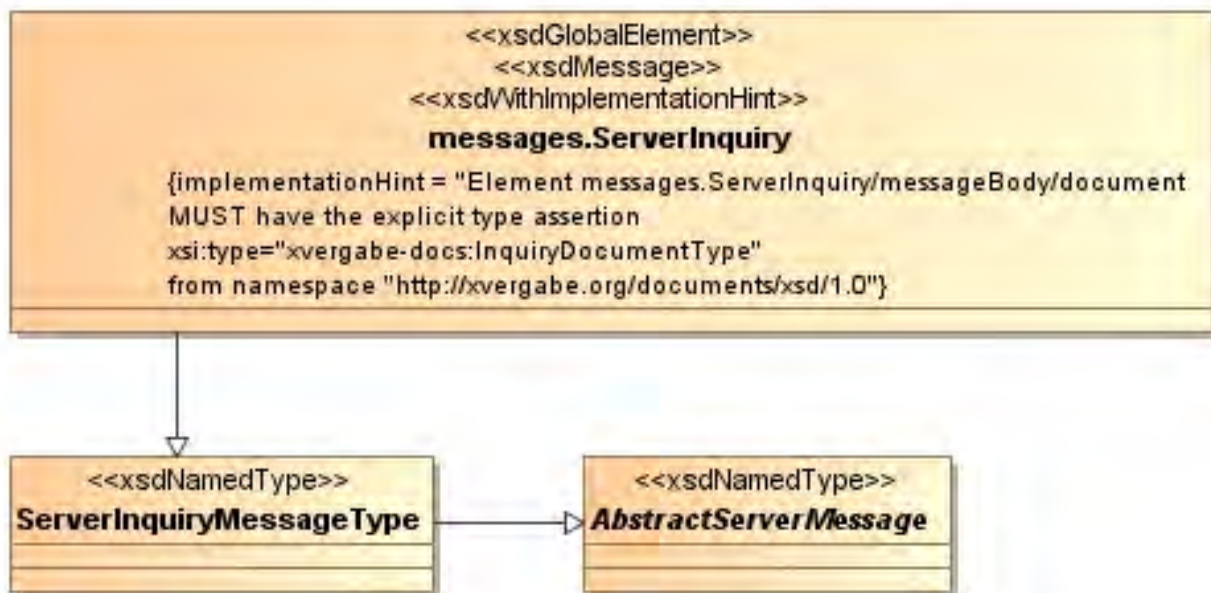 <<xsdGlobalElement>>
<<xsdMessage>>
<<xsdWithImplementationHint>>
messages.ServerInquiry
{implementationHint = "Element messages.ServerInquiry/messageBody/document
MUST have the explicit type assertion
xsi:type="xvergabe-docs:InquiryDocumentType"
from namespace "http://xvergabe.org/documents/xsd/1.0"}
<<xsdNamedType>>
ServerInquiryMessageType
<<xsdNamedType>>
AbstractServerMessage